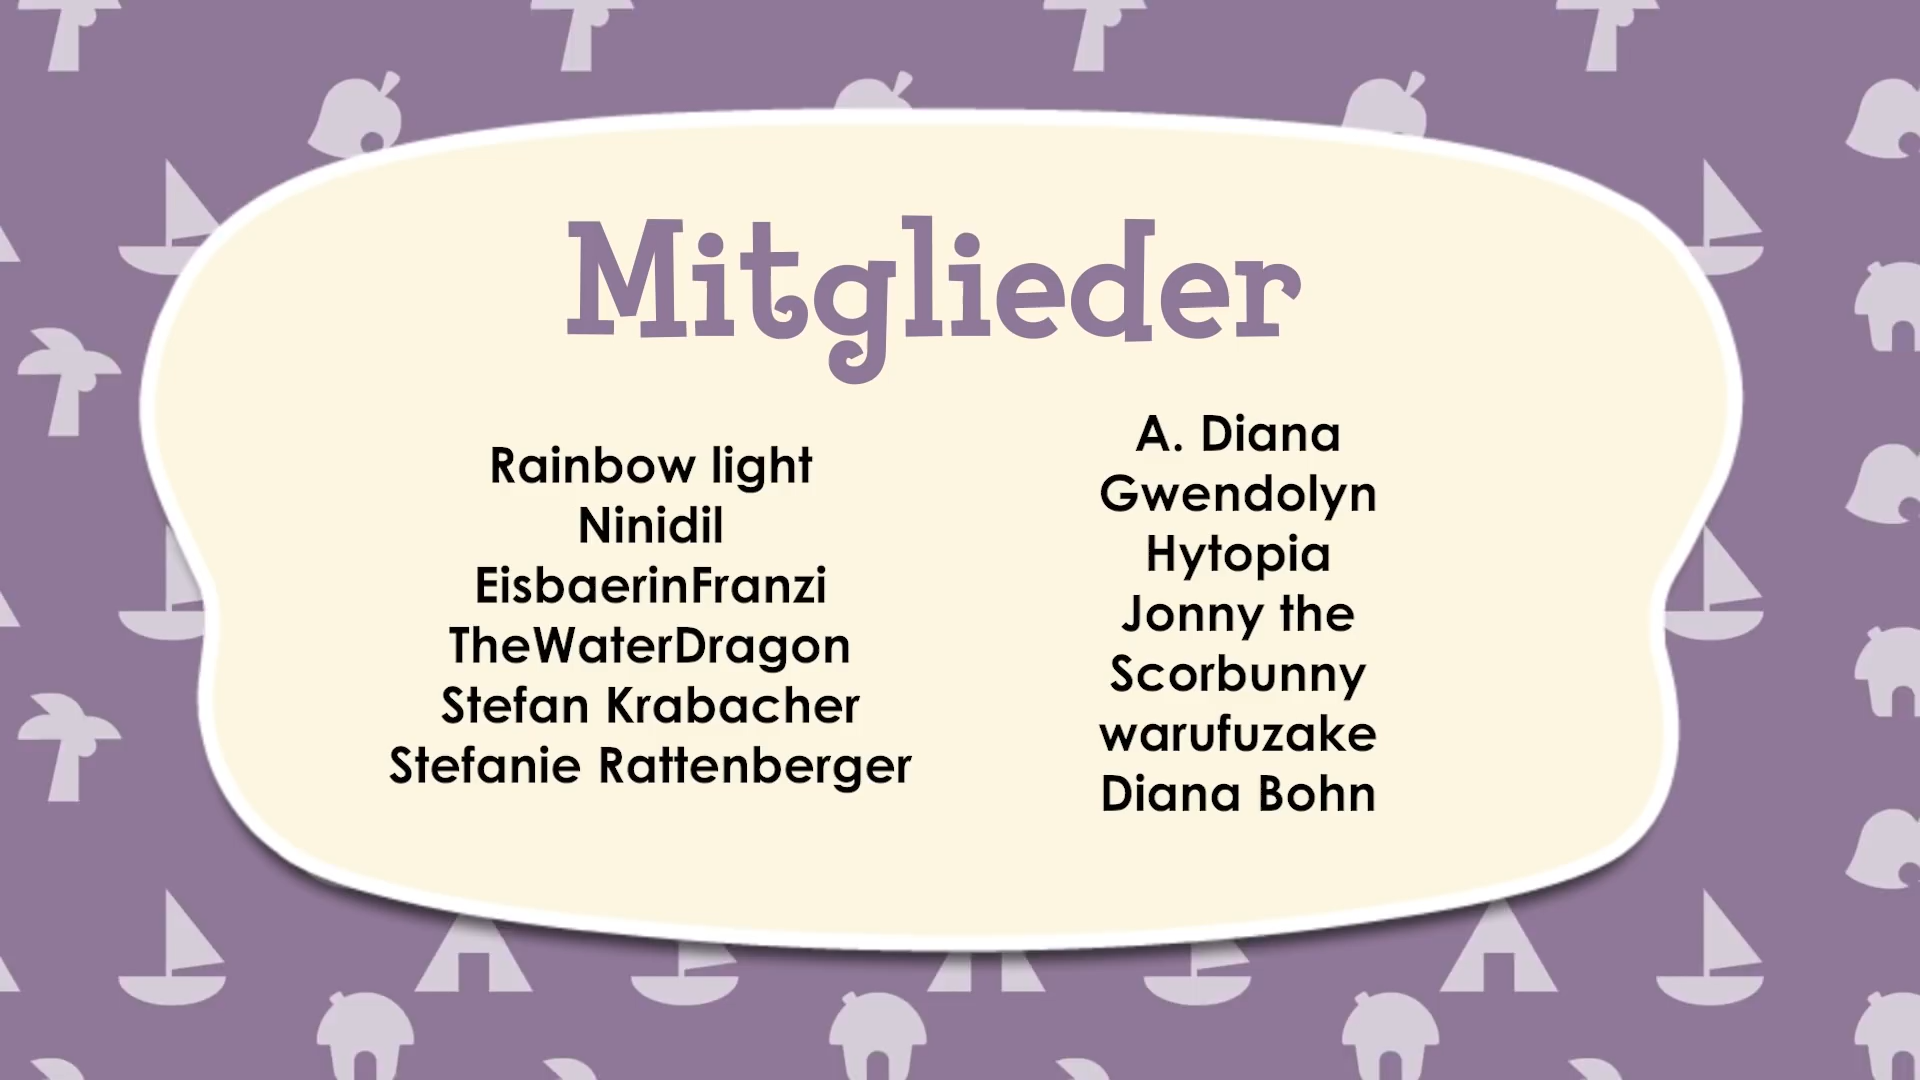 Mitglieder
Rainbow light
Ninidil
EisbaerinFranzi
TheWaterDragon
Stefan Krabacher
Stefanie Rattenberger
A. Diana
Gwendolyn
Hytopia
Jonny the
Scorbunny
warufuzake
Diana Bohn